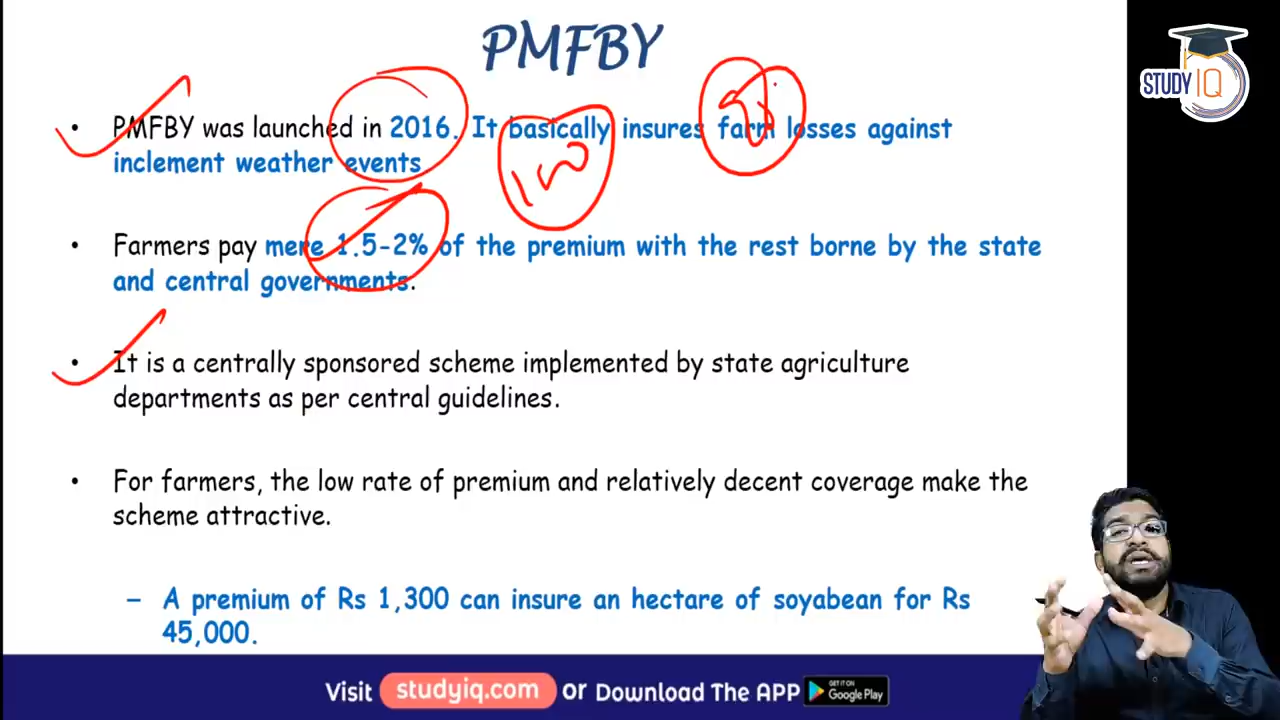 PMFBY
STUDY IQ
• PMFBY was launched in 2016. It basically insures farm losses against
inclement weather events.
100
98
• Farmers pay mere 1.5-2% of the premium with the rest borne by the state
and central governments.
• It is a centrally sponsored scheme implemented by state agriculture
departments as per central guidelines.
• For farmers, the low rate of premium and relatively decent coverage make the
scheme attractive.
– A premium of Rs 1,300 can insure an hectare of soyabean for Rs
45,000.
Visit studyiq.com or Download The APP GET IT ON Google Play